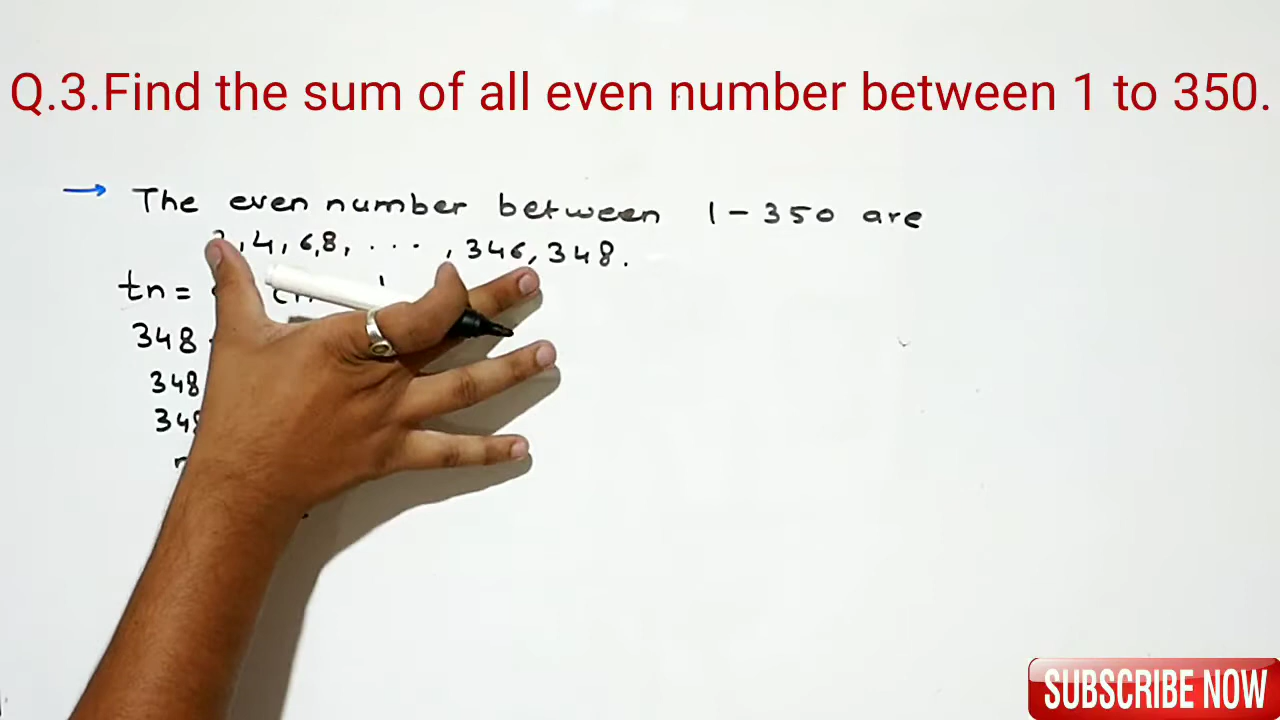 Q.3.Find the sum of all even number between 1 to 350.
→ The even number between 1 - 350 are
, 4, 6, 8, . . . , 346, 348.
tn =
348
348
SUBSCRIBE NOW